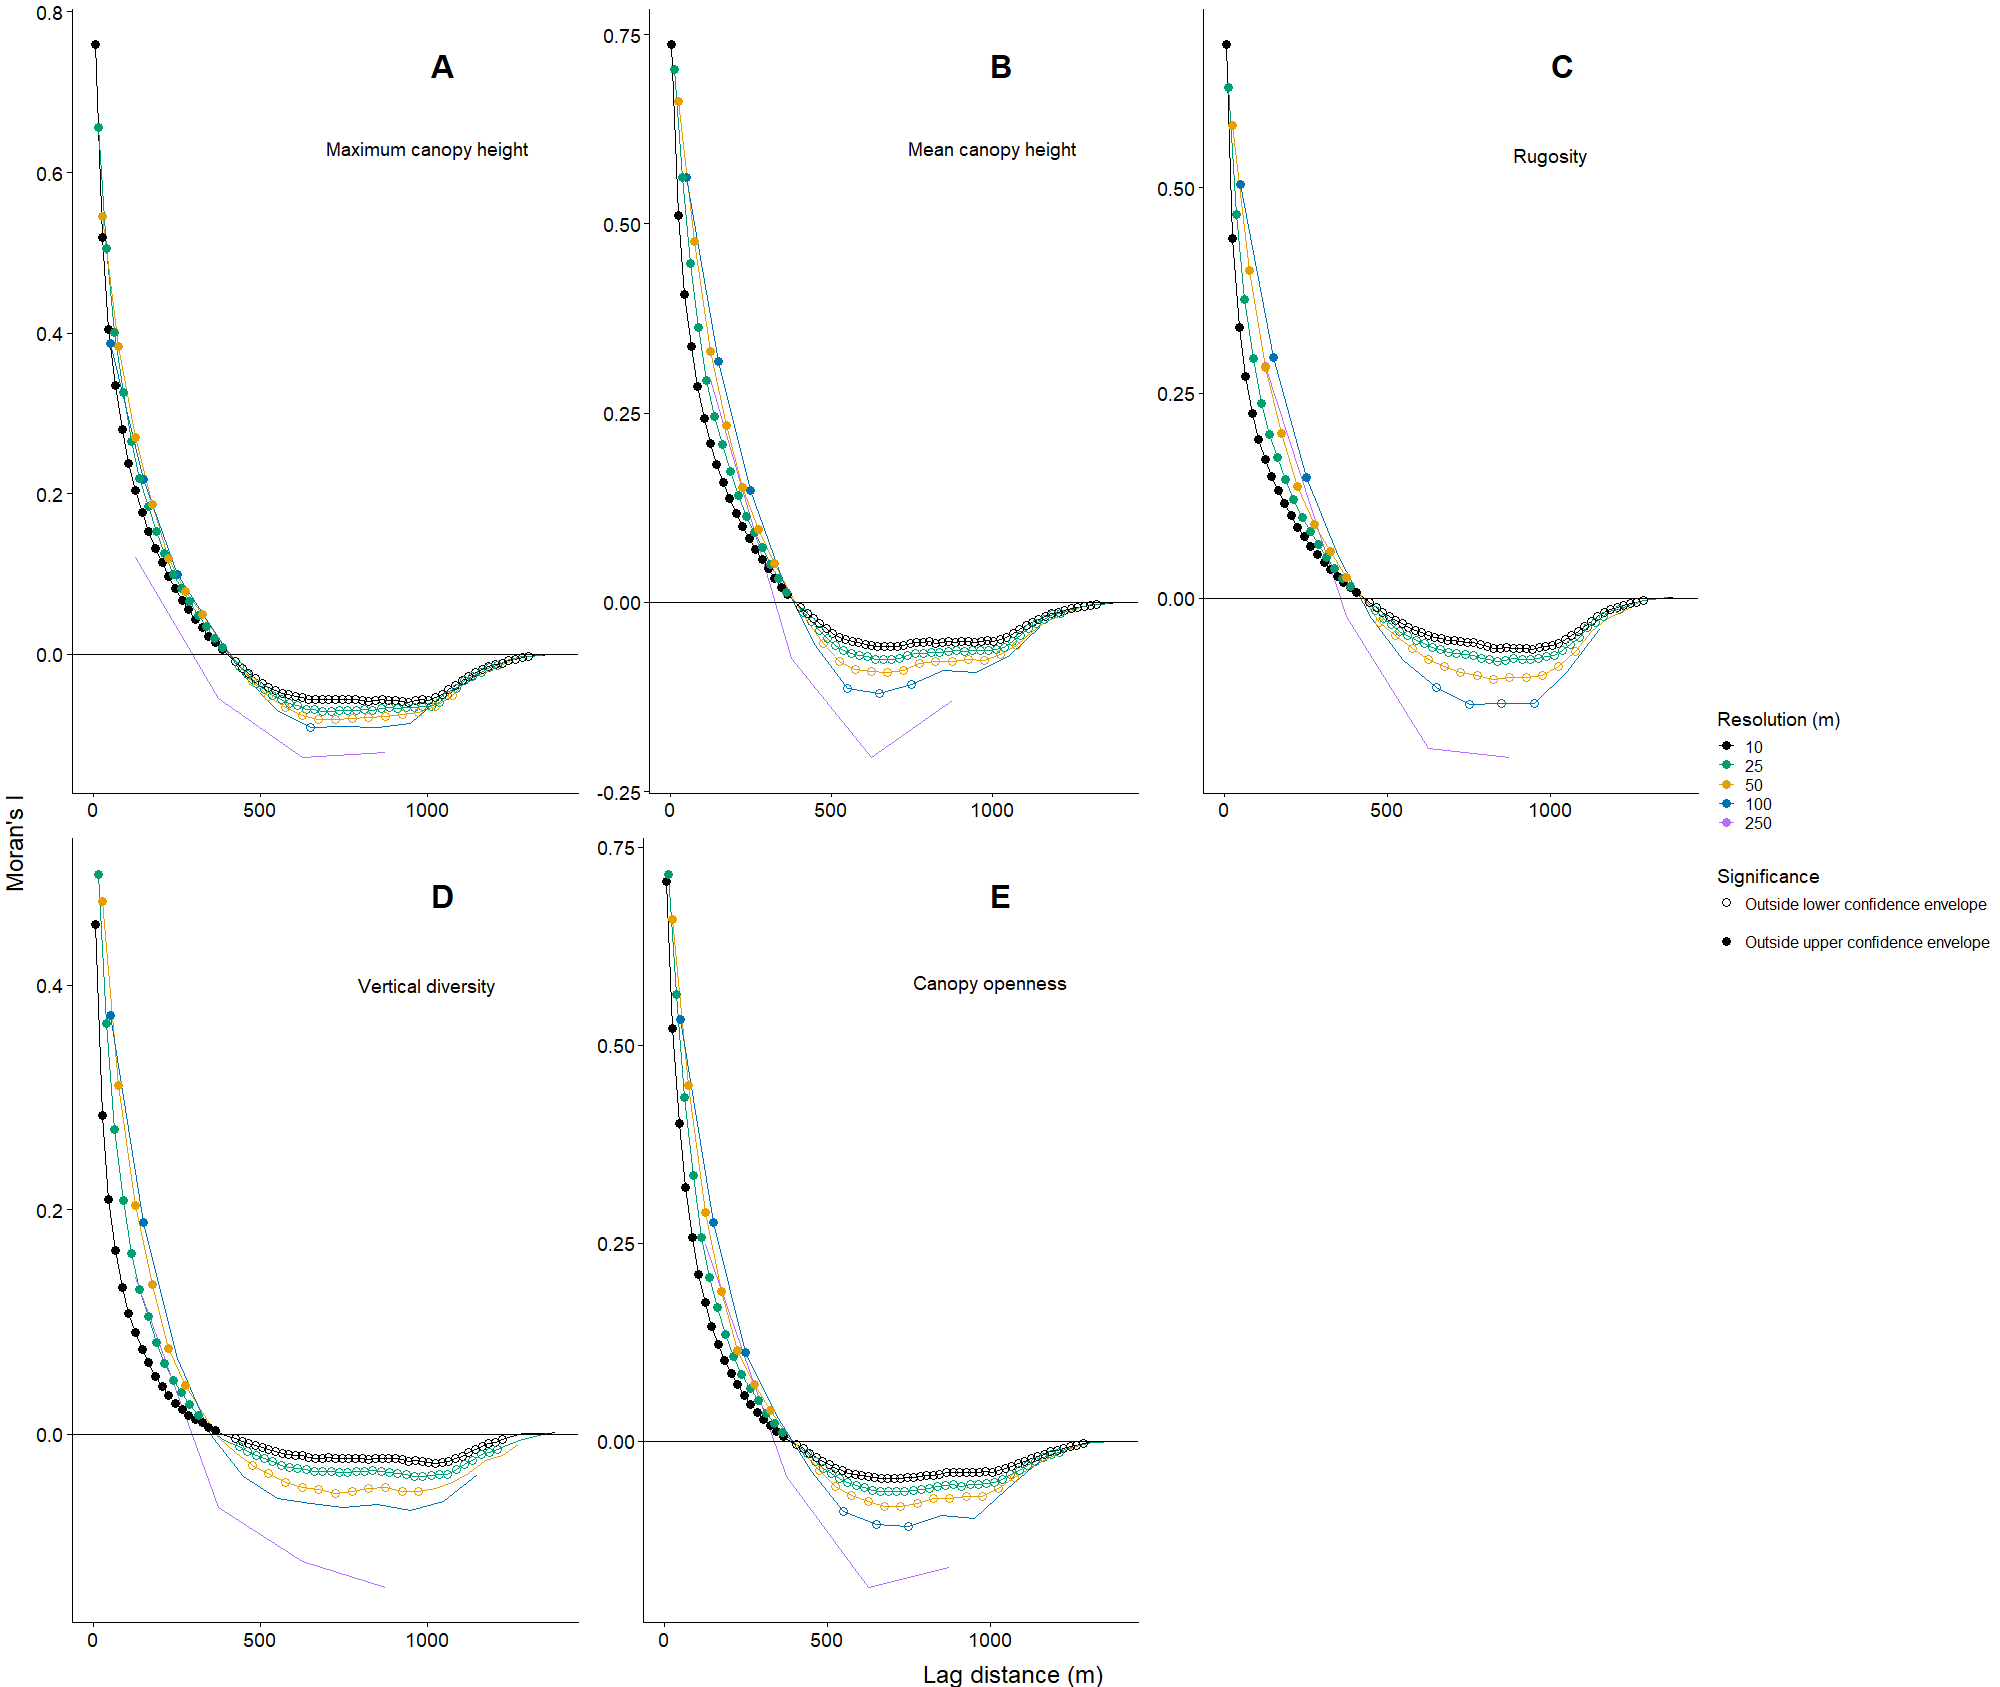 A
Maximum canopy height
0.8
0.6
0.4
0.2
0.0
0 500 1000
B
Mean canopy height
0.75
0.50
0.25
0.00
-0.25
0 500 1000
C
Rugosity
0.50
0.25
0.00
0 500 1000
D
Vertical diversity
0.4
0.2
0.0
0 500 1000
E
Canopy openness
0.75
0.50
0.25
0.00
0 500 1000
Moran's I
Lag distance (m)
Resolution (m)
10
25
50
100
250
Significance
Outside lower confidence envelope
Outside upper confidence envelope